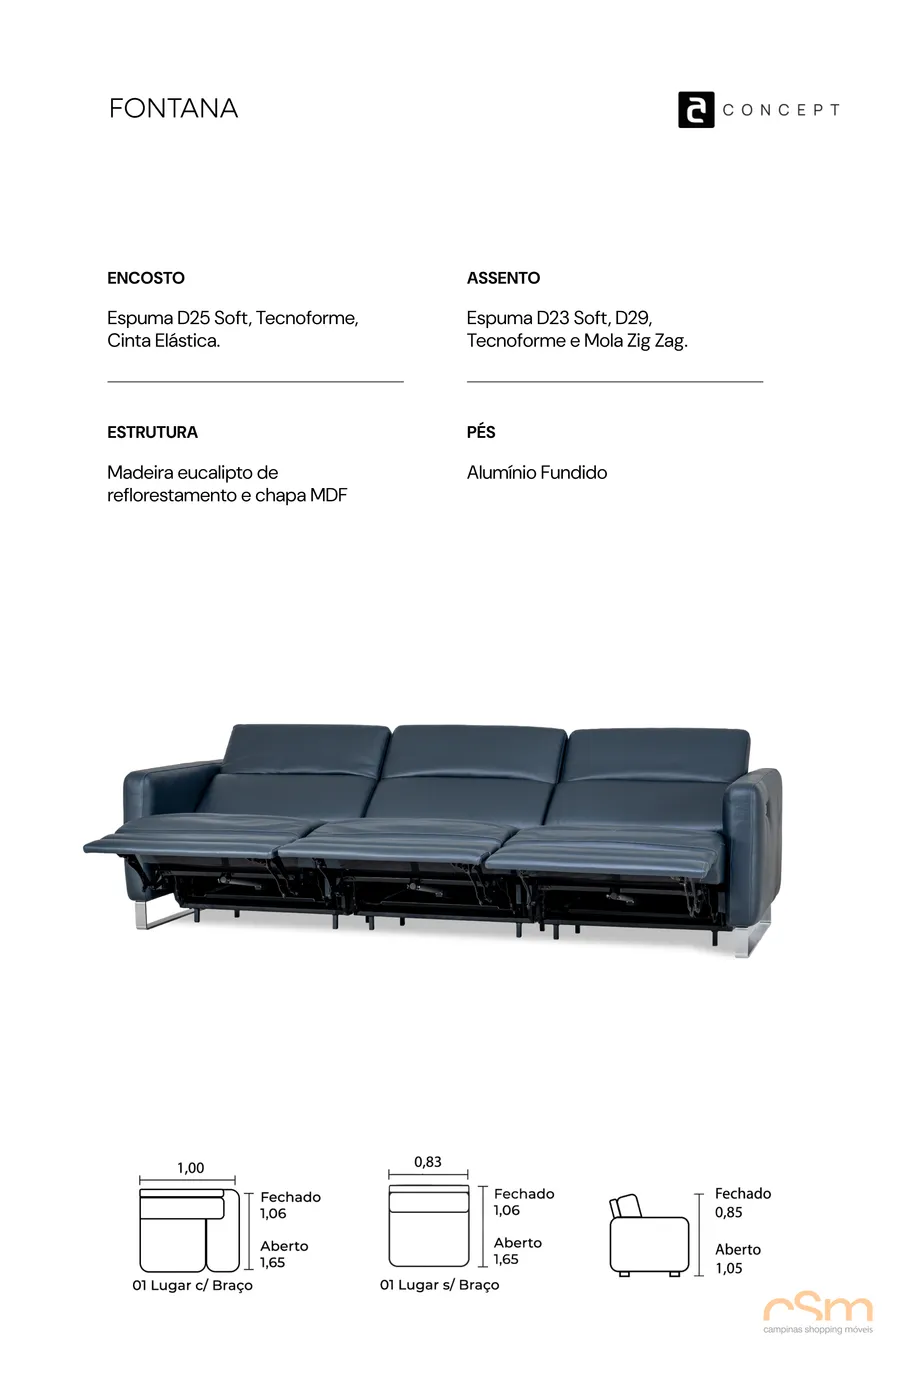 FONTANA
CONCEPT
ENCOSTO
Espuma D25 Soft, Tecnoforme,
Cinta Elástica.
ASSENTO
Espuma D23 Soft, D29,
Tecnoforme e Mola Zig Zag.
ESTRUTURA
Madeira eucalipto de
reflorestamento e chapa MDF
PÉS
Alumínio Fundido
1,00
Fechado
1,06
Aberto
1,65
01 Lugar c/ Braço
0,83
Fechado
1,06
Aberto
1,65
01 Lugar s/ Braço
Fechado
0,85
Aberto
1,05
csm
campinas shopping móveis